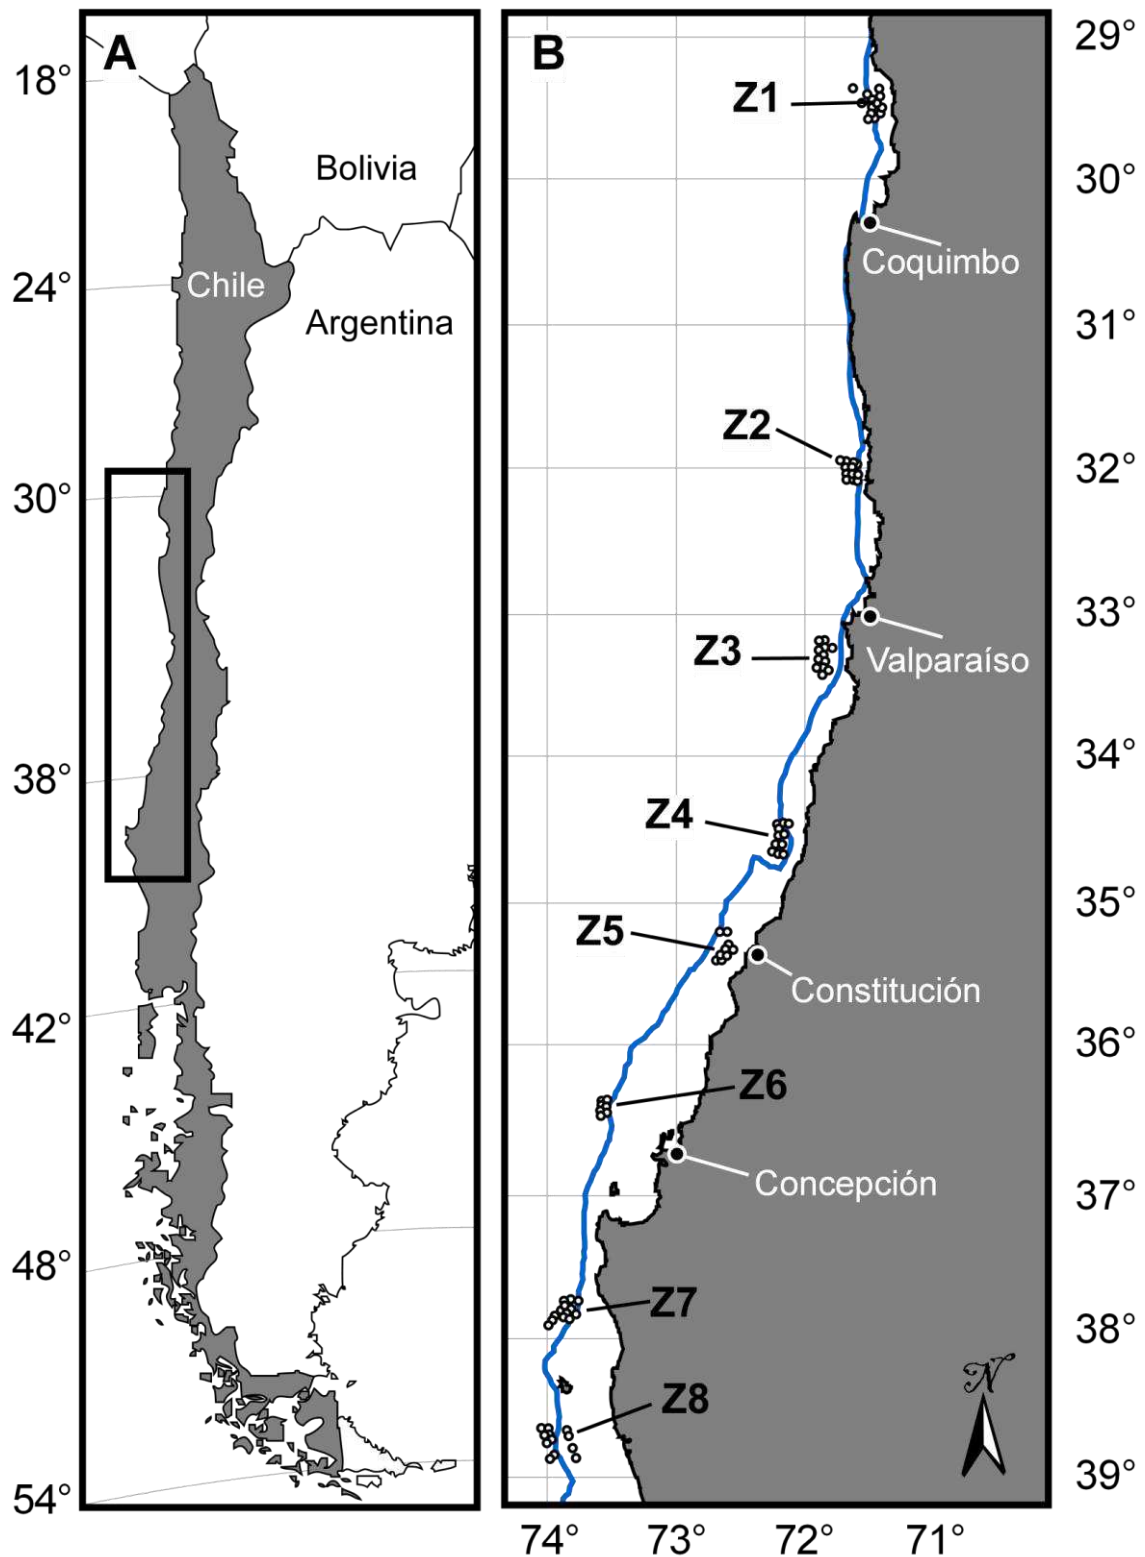 A
18°
24°
30°
38°
42°
48°
54°
Bolivia
Chile
Argentina
B
29°
30°
31°
32°
33°
34°
35°
36°
37°
38°
39°
74°
73°
72°
71°
Z1
Coquimbo
Z2
Z3
Valparaíso
Z4
Z5
Constitución
Z6
Concepción
Z7
Z8
N